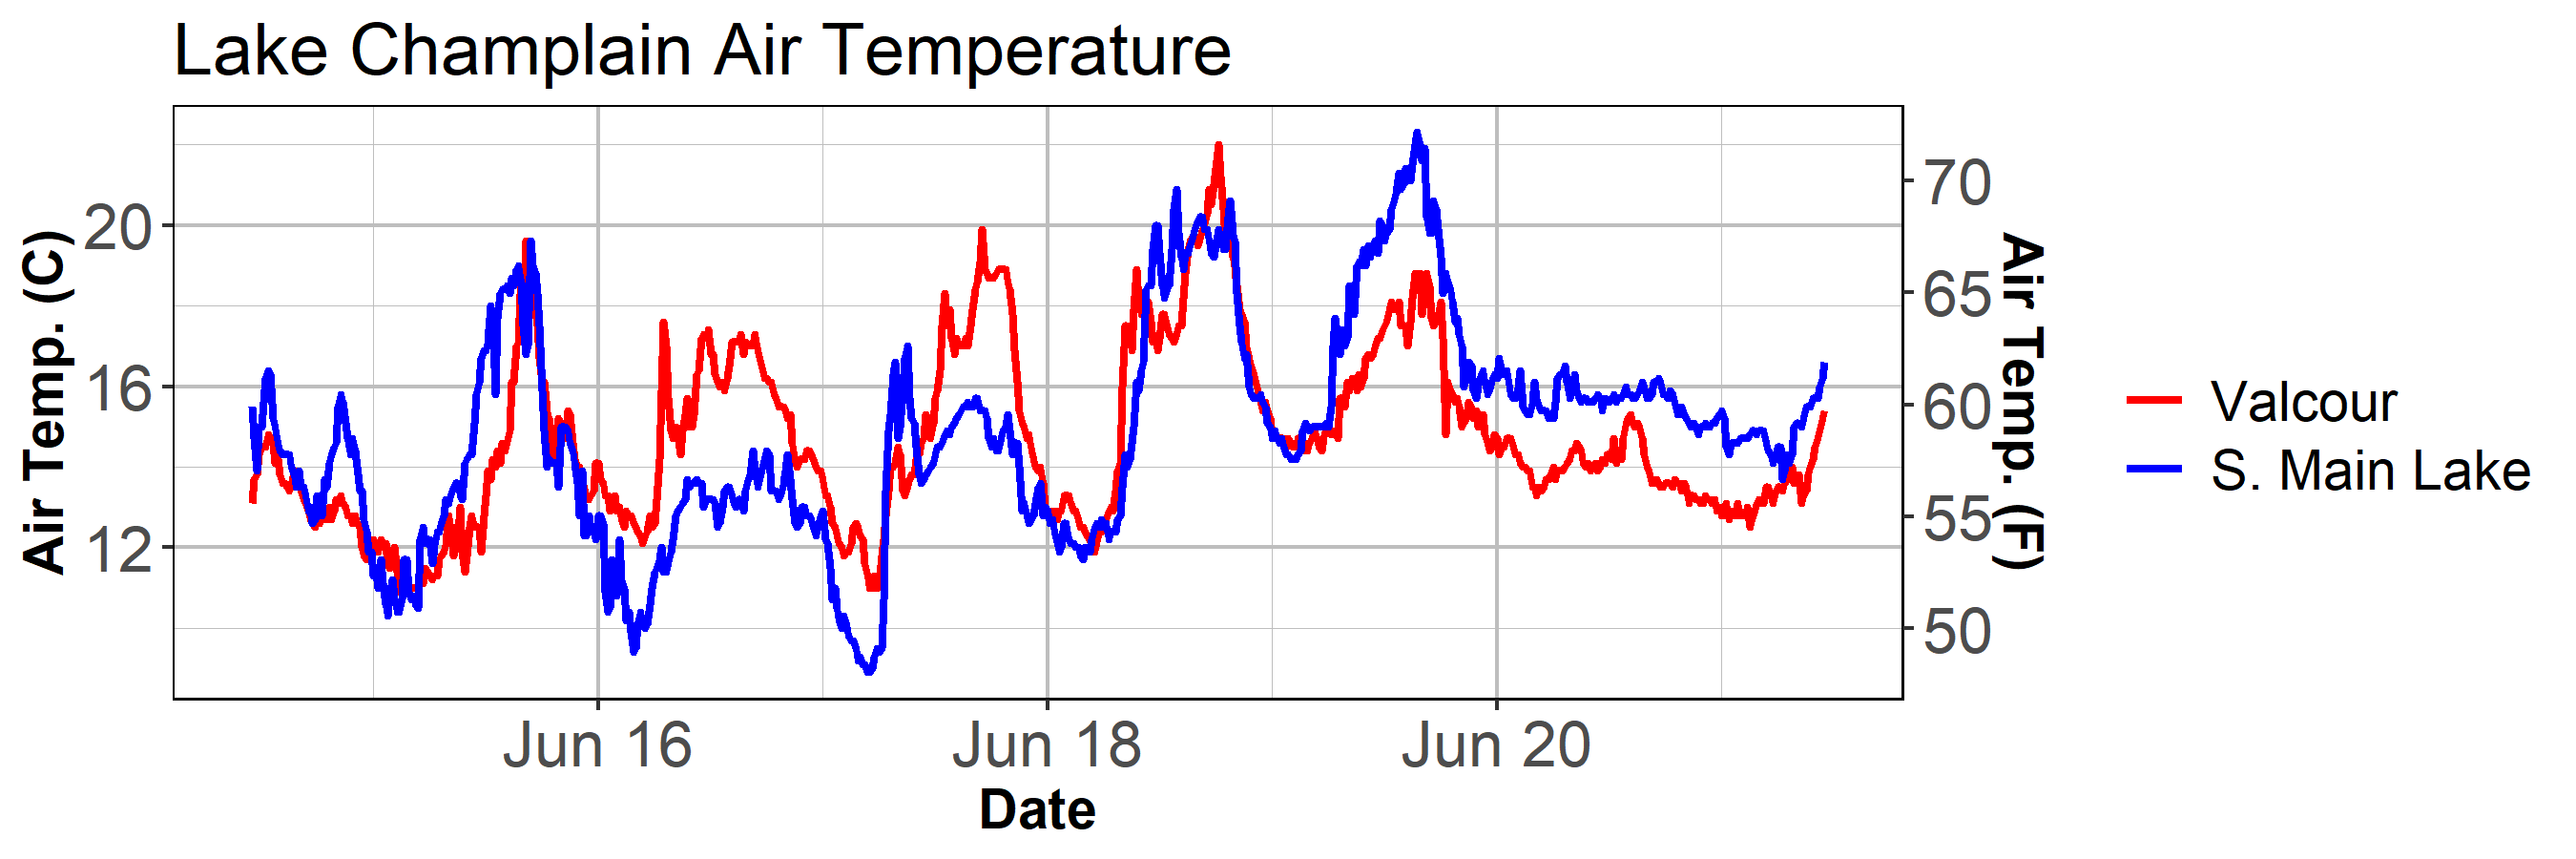 Lake Champlain Air Temperature
Air Temp. (C)
20
16
12
70
65
60
55
50
Air Temp. (F)
Jun 16
Jun 18
Jun 20
Date
Valcour
S. Main Lake